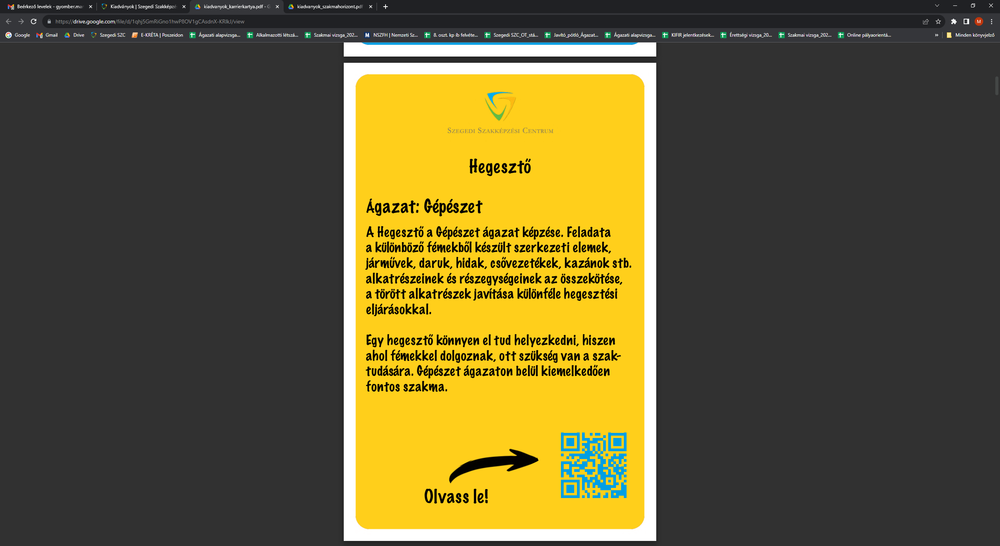 Beérkező levelek - gyomber.mar
Kiadványok | Szegedi Szakképzé
kiadvanyok_karrierkartya.pdf - G
kiadvanyok_szakmahorizont.pdf
https://drive.google.com/file/d/1qhj5GmRiGno1hwP8OV1gCAsdnX-KRlkJ/view
M
Google
Gmail
Drive
Szegedi SZC
E-KRÉTA | Poszeidon
Ágazati alapvizsga...
Alkalmazotti létszá...
Szakmai vizsga_202...
NSZFH | Nemzeti Sz...
8. oszt. kp íb felvéte...
Szegedi SZC_OT_stá...
Javító_pótló_Ágazat...
Ágazati alapvizsga...
KIFIR jelentkezések...
Érettségi vizsga_20...
Szakmai vizsga_202...
Online pályaorientá...
»
Minden könyvjelző
Szegedi Szakképzési Centrum
Hegesztő
Ágazat: Gépészet
A Hegesztő a Gépészet ágazat képzése. Feladata
a különböző fémekből készült szerkezeti elemek,
járművek, daruk, hidak, csővezetékek, kazánok stb.
alkatrészeinek és részegységeinek az összekötése,
a törött alkatrészek javítása különféle hegesztési
eljárásokkal.
Egy hegesztő könnyen el tud helyezkedni, hiszen
ahol fémekkel dolgoznak, ott szükség van a szak-
tudására. Gépészet ágazaton belül kiemelkedően
fontos szakma.
Olvass le!